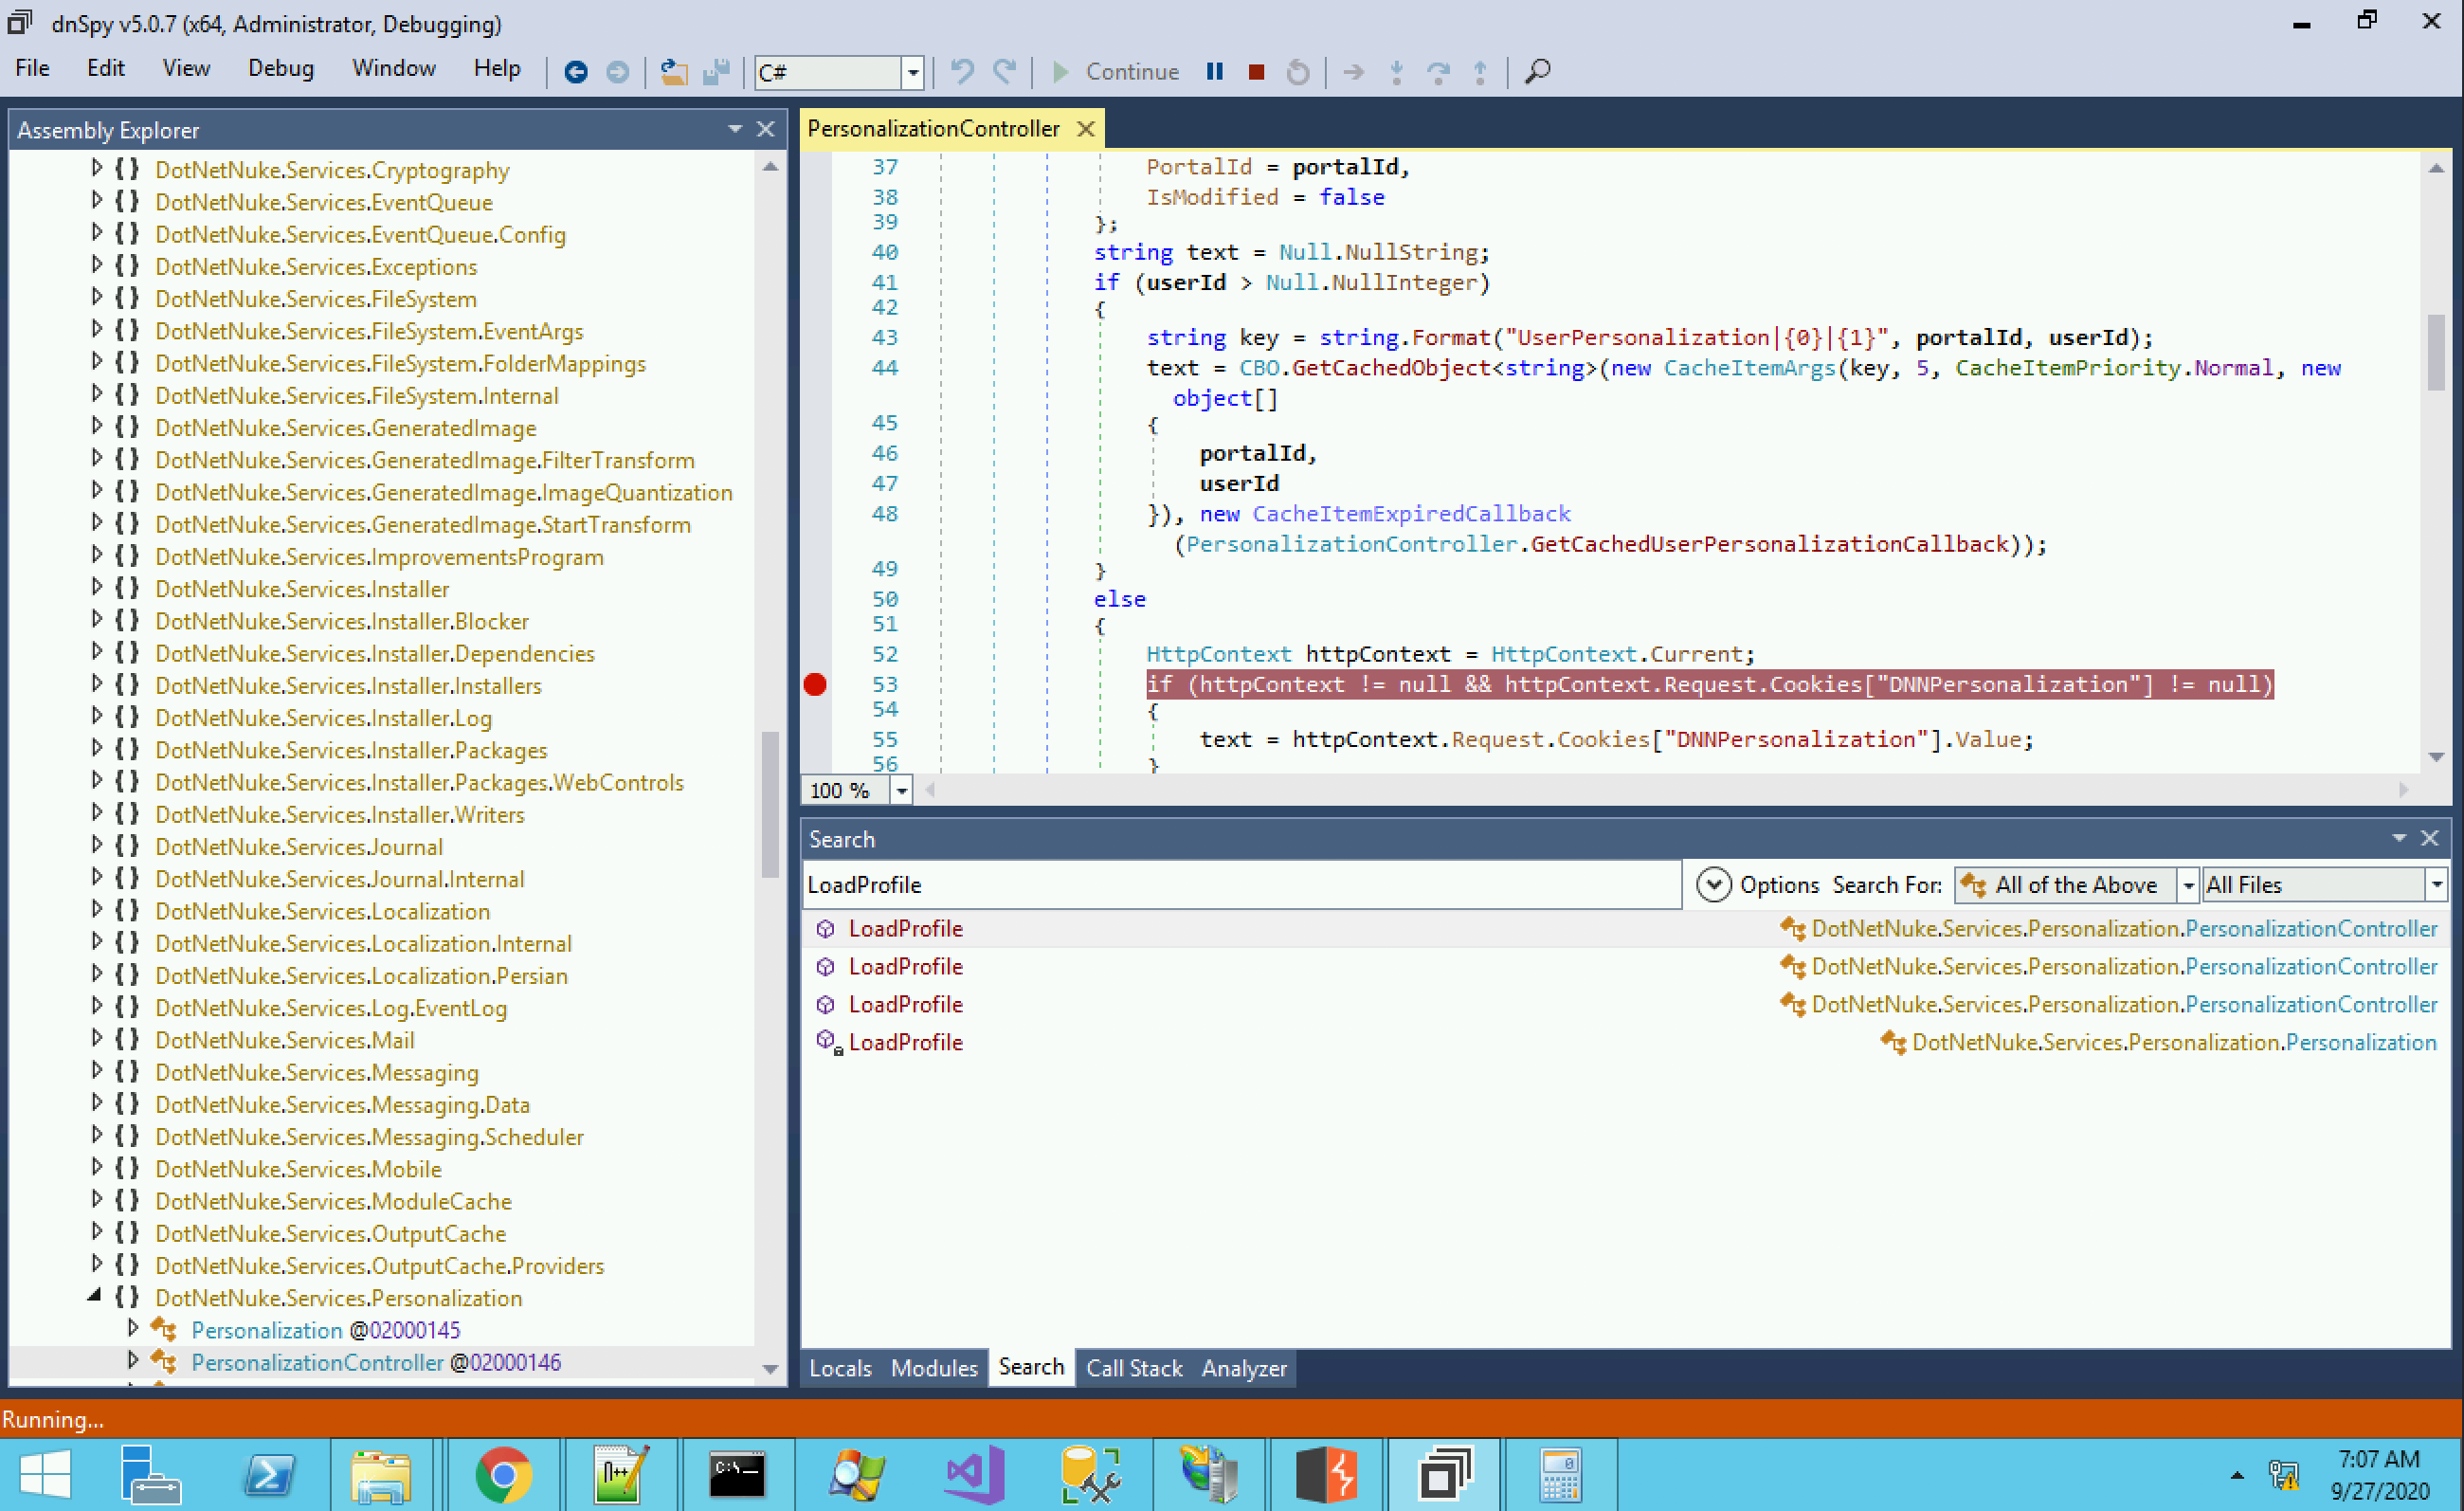 dnSpy v5.0.7 (x64, Administrator, Debugging)
File Edit View Debug Window Help C# Continue
Assembly Explorer
DotNetNuke.Services.Cryptography
DotNetNuke.Services.EventQueue
DotNetNuke.Services.EventQueue.Config
DotNetNuke.Services.Exceptions
DotNetNuke.Services.FileSystem
DotNetNuke.Services.FileSystem.EventArgs
DotNetNuke.Services.FileSystem.FolderMappings
DotNetNuke.Services.FileSystem.Internal
DotNetNuke.Services.GeneratedImage
DotNetNuke.Services.GeneratedImage.FilterTransform
DotNetNuke.Services.GeneratedImage.ImageQuantization
DotNetNuke.Services.GeneratedImage.StartTransform
DotNetNuke.Services.ImprovementsProgram
DotNetNuke.Services.Installer
DotNetNuke.Services.Installer.Blocker
DotNetNuke.Services.Installer.Dependencies
DotNetNuke.Services.Installer.Installers
DotNetNuke.Services.Installer.Log
DotNetNuke.Services.Installer.Packages
DotNetNuke.Services.Installer.Packages.WebControls
DotNetNuke.Services.Installer.Writers
DotNetNuke.Services.Journal
DotNetNuke.Services.Journal.Internal
DotNetNuke.Services.Localization
DotNetNuke.Services.Localization.Internal
DotNetNuke.Services.Localization.Persian
DotNetNuke.Services.Log.EventLog
DotNetNuke.Services.Mail
DotNetNuke.Services.Messaging
DotNetNuke.Services.Messaging.Data
DotNetNuke.Services.Messaging.Scheduler
DotNetNuke.Services.Mobile
DotNetNuke.Services.ModuleCache
DotNetNuke.Services.OutputCache
DotNetNuke.Services.OutputCache.Providers
DotNetNuke.Services.Personalization
Personalization @02000145
PersonalizationController @02000146
PersonalizationController
37 PortalId = portalId,
38 IsModified = false
39 };
40 string text = Null.NullString;
41 if (userId > Null.NullInteger)
42 {
43 string key = string.Format("UserPersonalization|{0}|{1}", portalId, userId);
44 text = CBO.GetCachedObject<string>(new CacheItemArgs(key, 5, CacheItemPriority.Normal, new
object[]
45 {
46 portalId,
47 userId
48 }), new CacheItemExpiredCallback
(PersonalizationController.GetCachedUserPersonalizationCallback));
49 }
50 else
51 {
52 HttpContext httpContext = HttpContext.Current;
53 if (httpContext != null && httpContext.Request.Cookies["DNNPersonalization"] != null)
54 {
55 text = httpContext.Request.Cookies["DNNPersonalization"].Value;
56 }
100 %
Search
LoadProfile Options Search For: All of the Above All Files
LoadProfile DotNetNuke.Services.Personalization.PersonalizationController
LoadProfile DotNetNuke.Services.Personalization.PersonalizationController
LoadProfile DotNetNuke.Services.Personalization.PersonalizationController
LoadProfile DotNetNuke.Services.Personalization.Personalization
Locals Modules Search Call Stack Analyzer
Running...
7:07 AM
9/27/2020